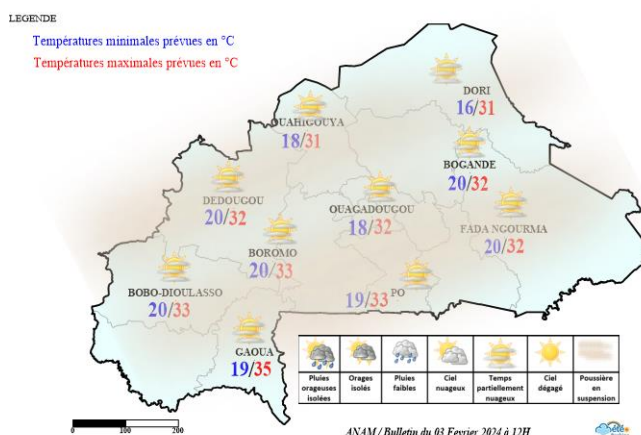 LEGENDE
Températures minimales prévues en °C
Températures maximales prévues en °C
DORI
16/31
OUAHIGOUYA
18/31
BOGANDE
20/32
DEDOUGOU
20/32
OUAGADOUGOU
18/32
FADA NGOURMA
20/32
BOROMO
20/33
BOBO-DIOULASSO
20/33
PO
19/33
GAOUA
19/35
Pluies orageuses isolées
Orages isolés
Pluies faibles
Ciel nuageux
Temps partiellement nuageux
Ciel dégagé
Poussière en suspension
0 100 200
ANAM / Bulletin du 03 Fevrier 2024 à 12H